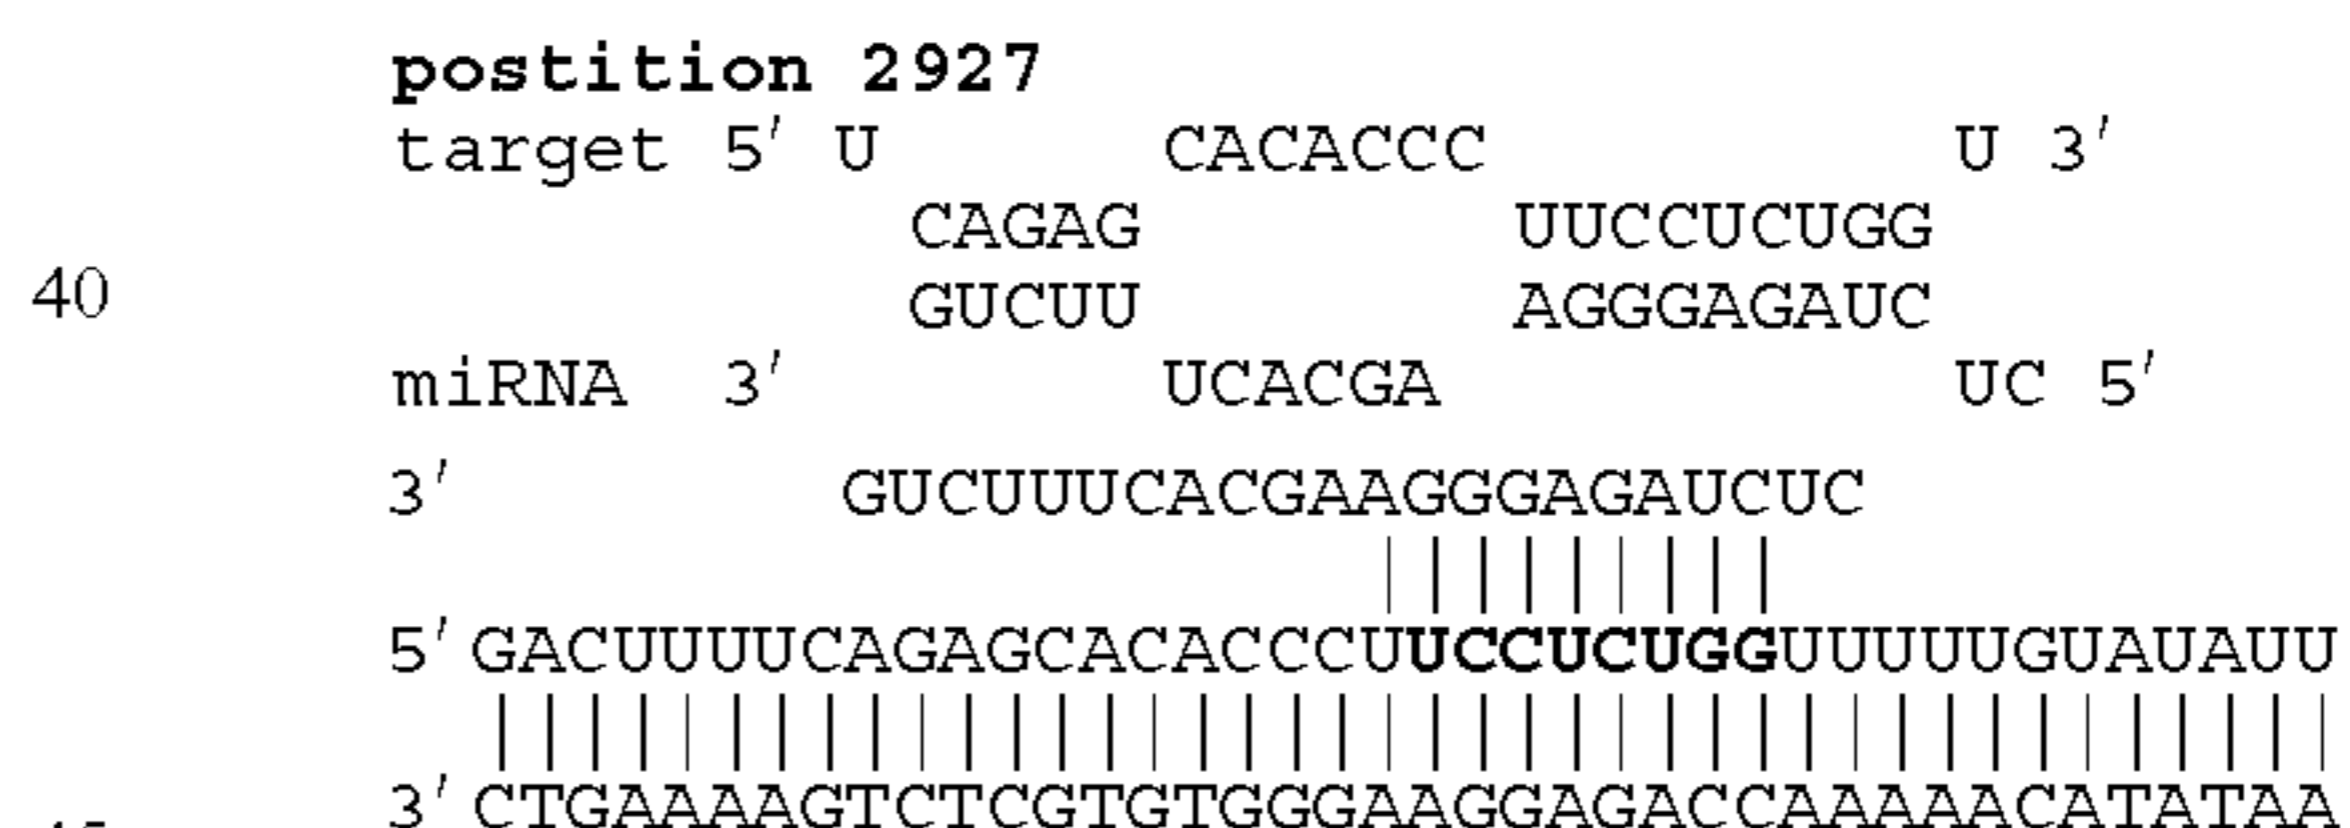 postition 2927
target 5' U CACACCC U 3'
CAGAG UUCCUCUGG
40 GUCUU AGGGAGAUC
miRNA 3' UCACGA UC 5'
3' GUCUUUCACGAAGGGAGAUCUC
5' GACUUUUCAGAGCACACCCUUCCUCUGGUUUUUGUAUAUU
3' CTGAAAAGTCTCGTGTGGGAAGGAGACCAAAAACATATAA